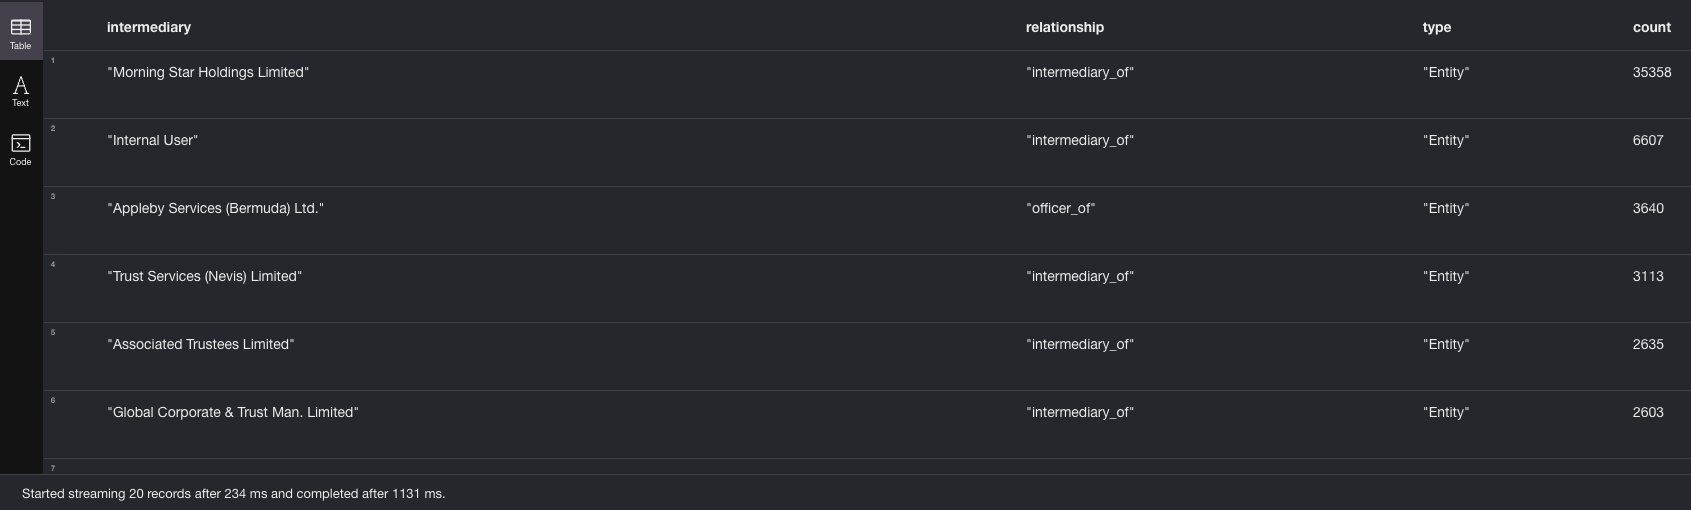 intermediary relationship type count
Table
1
"Morning Star Holdings Limited" "intermediary_of" "Entity" 35358
Text
2
"Internal User" "intermediary_of" "Entity" 6607
Code
3
"Appleby Services (Bermuda) Ltd." "officer_of" "Entity" 3640
4
"Trust Services (Nevis) Limited" "intermediary_of" "Entity" 3113
5
"Associated Trustees Limited" "intermediary_of" "Entity" 2635
6
"Global Corporate & Trust Man. Limited" "intermediary_of" "Entity" 2603
7
Started streaming 20 records after 234 ms and completed after 1131 ms.